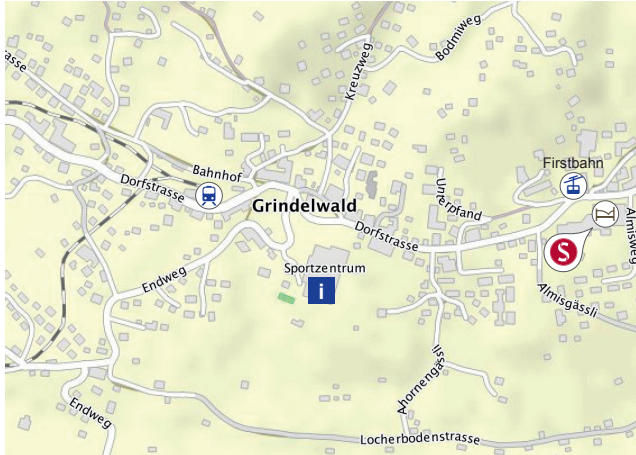 Bodmiweg
Kreuzweg
rasse
Bahnhof
Dorfstrasse
Firstbahn
Unterpfand
Grindelwald
Dorfstrasse
Almisweg
S
Endweg
Sportzentrum
i
Almisgässli
Ahornengässli
Endweg
Locherbodenstrasse